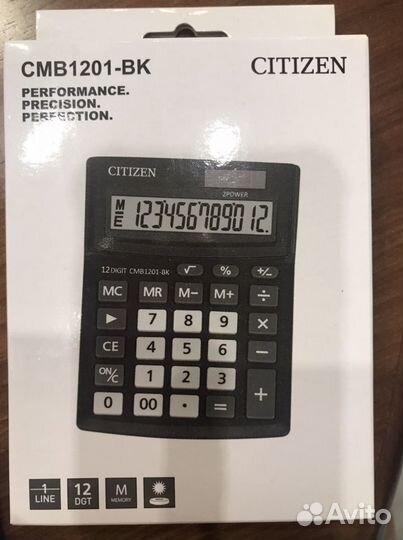 CMB1201-BK CITIZEN
PERFORMANCE.
PRECISION.
PERFECTION.
CITIZEN
2POWER
M
E 123456789012.
12 DIGIT CMB1201-BK √ % +/−
MC MR M− M+ ÷
▶ 7 8 9 ×
CE 4 5 6 −
ON/C 1 2 3 +
0 00 • =
1 LINE
12 DGT
M MEMORY
Avito